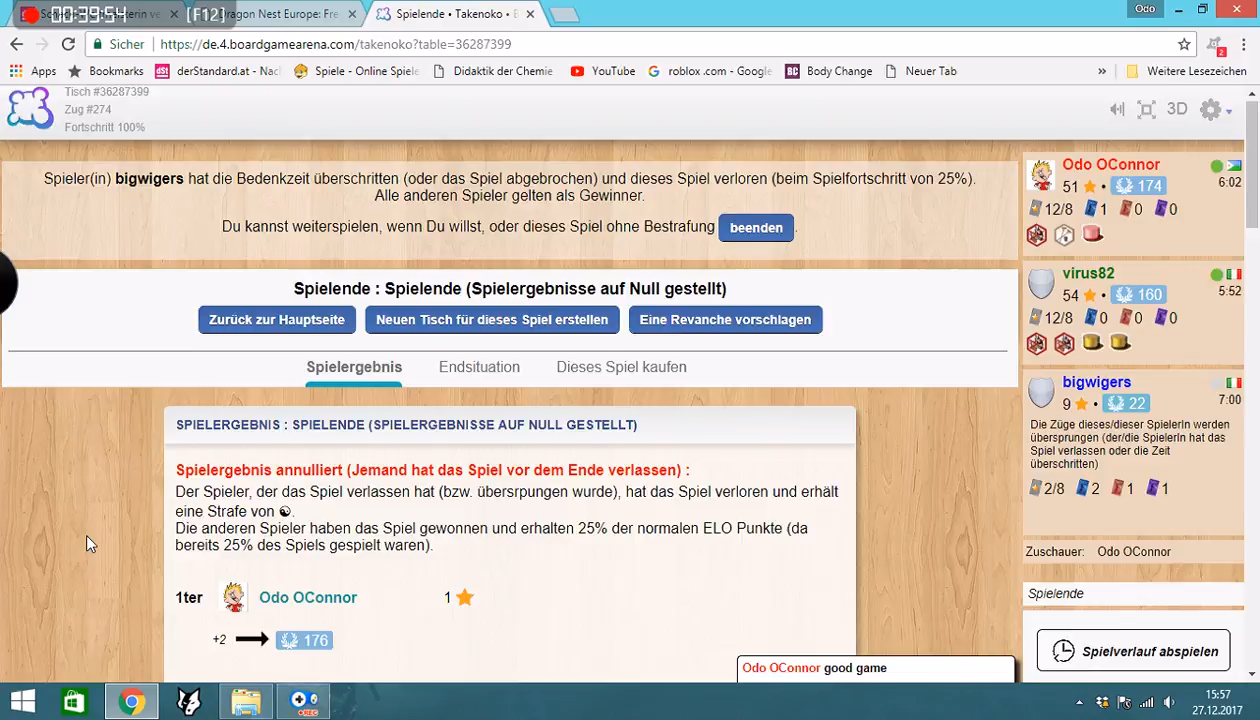 00:39:54 [F12]
Dragon Nest Europe: Fre
Spielende • Takenoko •
Odo
Sicher https://de.4.boardgamearena.com/takenoko?table=36287399
2
Apps Bookmarks derStandard.at - Nac Spiele - Online Spiele Didaktik der Chemie YouTube roblox .com - Google Body Change Neuer Tab » Weitere Lesezeichen
Tisch #36287399
Zug #274
Fortschritt 100%
3D
Spieler(in) bigwigers hat die Bedenkzeit überschritten (oder das Spiel abgebrochen) und dieses Spiel verloren (beim Spielfortschritt von 25%).
Alle anderen Spieler gelten als Gewinner.
Du kannst weiterspielen, wenn Du willst, oder dieses Spiel ohne Bestrafung beenden .
Spielende : Spielende (Spielergebnisse auf Null gestellt)
Zurück zur Hauptseite Neuen Tisch für dieses Spiel erstellen Eine Revanche vorschlagen
Spielergebnis Endsituation Dieses Spiel kaufen
SPIELERGEBNIS : SPIELENDE (SPIELERGEBNISSE AUF NULL GESTELLT)
Spielergebnis annulliert (Jemand hat das Spiel vor dem Ende verlassen) :
Der Spieler, der das Spiel verlassen hat (bzw. übersrpungen wurde), hat das Spiel verloren und erhält
eine Strafe von ☯.
Die anderen Spieler haben das Spiel gewonnen und erhalten 25% der normalen ELO Punkte (da
bereits 25% des Spiels gespielt waren).
1ter Odo OConnor 1
+2 176
Odo OConnor good game
Odo OConnor
51 • 174 6:02
12/8 1 0 0
virus82
54 • 160 5:52
12/8 0 0 0
bigwigers
9 • 22 7:00
Die Züge dieses/dieser SpielerIn werden
übersprungen (der/die SpielerIn hat das
Spiel verlassen oder die Zeit
überschritten)
2/8 2 1 1
Zuschauer: Odo OConnor
Spielende
Spielverlauf abspielen
REC
15:57
27.12.2017